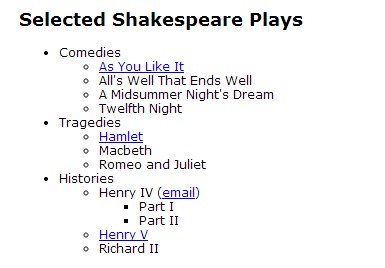 Selected Shakespeare Plays
Comedies
As You Like It
All's Well That Ends Well
A Midsummer Night's Dream
Twelfth Night
Tragedies
Hamlet
Macbeth
Romeo and Juliet
Histories
Henry IV (email)
Part I
Part II
Henry V
Richard II